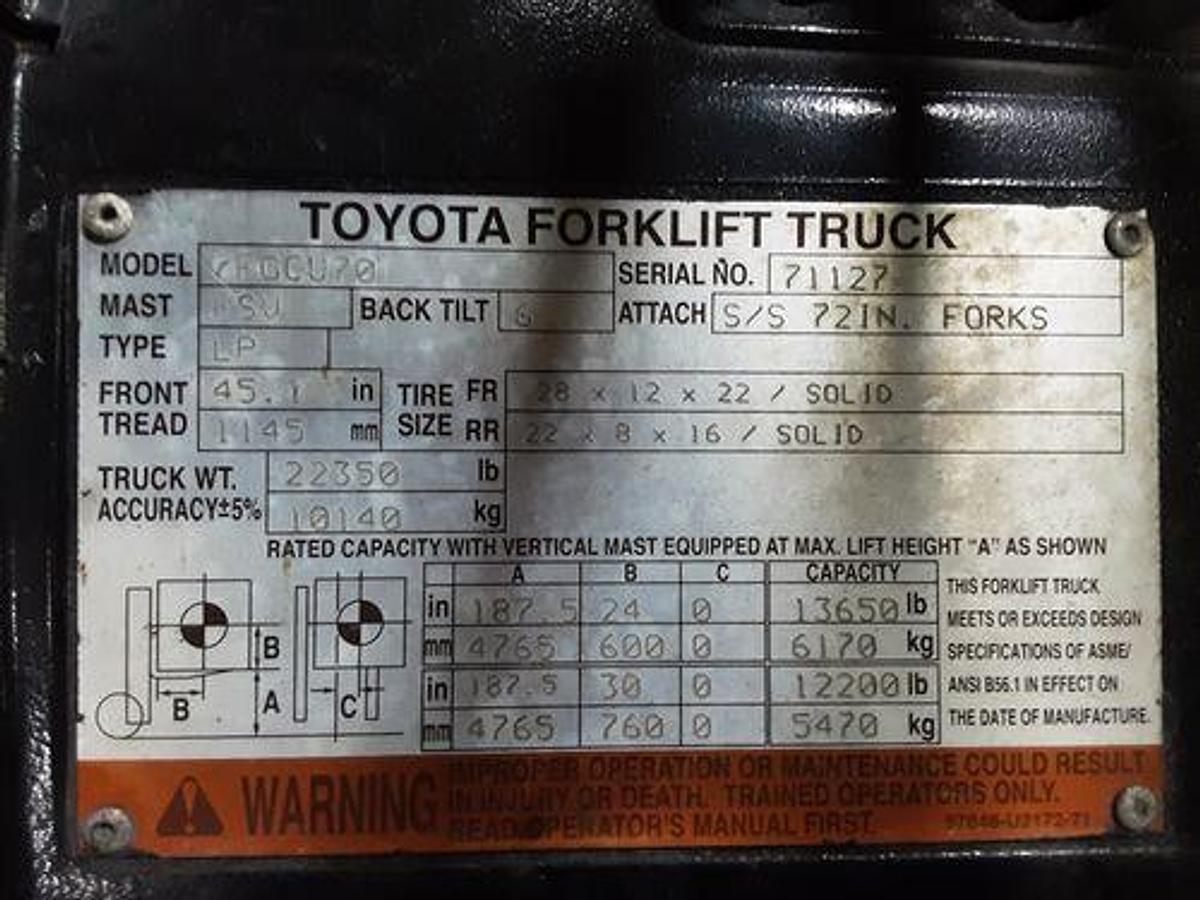 TOYOTA FORKLIFT TRUCK
MODEL 7FGCU70 SERIAL NO. 71127
MAST FSV BACK TILT 6 ATTACH S/S 72IN. FORKS
TYPE LP
FRONT TREAD 45.1 in TIRE SIZE FR 28 x 12 x 22 / SOLID
1145 mm RR 22 x 8 x 16 / SOLID
TRUCK WT. 22350 lb
ACCURACY±5% 10140 kg
RATED CAPACITY WITH VERTICAL MAST EQUIPPED AT MAX. LIFT HEIGHT "A" AS SHOWN
A B C CAPACITY
in 187.5 24 0 13650 lb
mm 4765 600 0 6170 kg
in 187.5 30 0 12200 lb
mm 4765 760 0 5470 kg
B
B A C
THIS FORKLIFT TRUCK
MEETS OR EXCEEDS DESIGN
SPECIFICATIONS OF ASME/
ANSI B56.1 IN EFFECT ON
THE DATE OF MANUFACTURE.
WARNING
IMPROPER OPERATION OR MAINTENANCE COULD RESULT
IN INJURY OR DEATH. TRAINED OPERATORS ONLY.
READ OPERATOR'S MANUAL FIRST.
57648-U2172-71